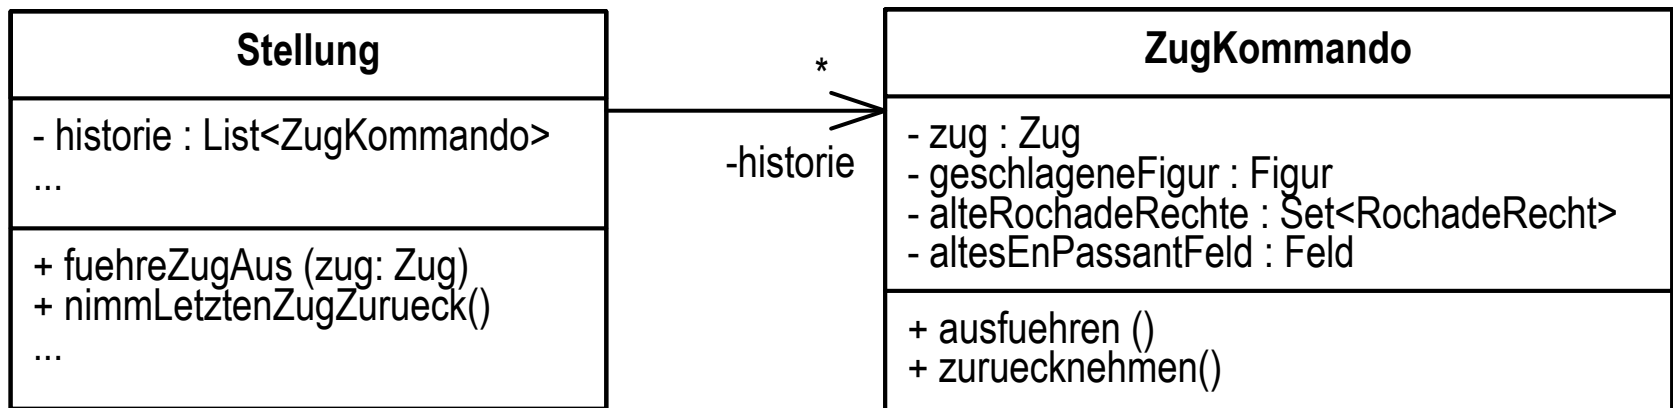 Stellung
- historie : List<ZugKommando>
...
+ fuehreZugAus (zug: Zug)
+ nimmLetztenZugZurueck()
...
*
-historie
ZugKommando
- zug : Zug
- geschlageneFigur : Figur
- alteRochadeRechte : Set<RochadeRecht>
- altesEnPassantFeld : Feld
+ ausfuehren ()
+ zuruecknehmen()